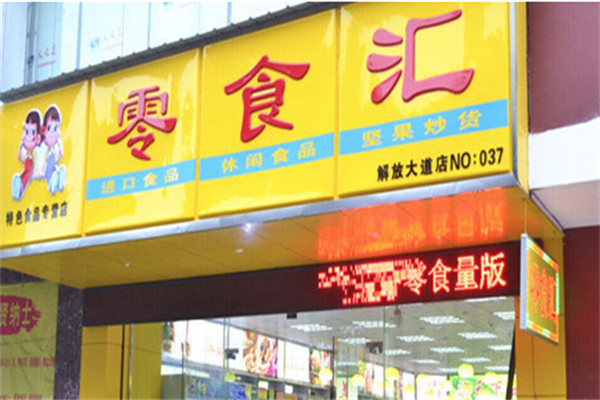 零食汇
进口食品
休闲食品
坚果炒货
特色食品专营店
解放大道店NO:037
零食量版